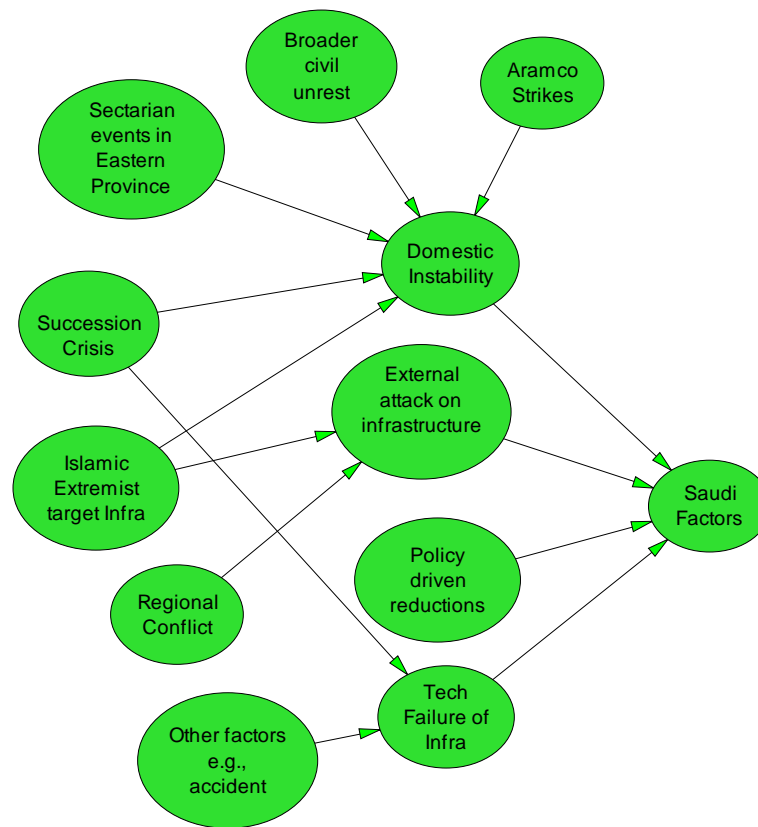 Broader
civil
unrest
Aramco
Strikes
Sectarian
events in
Eastern
Province
Domestic
Instability
Succession
Crisis
External
attack on
infrastructure
Islamic
Extremist
target Infra
Saudi
Factors
Policy
driven
reductions
Regional
Conflict
Tech
Failure of
Infra
Other factors
e.g.,
accident